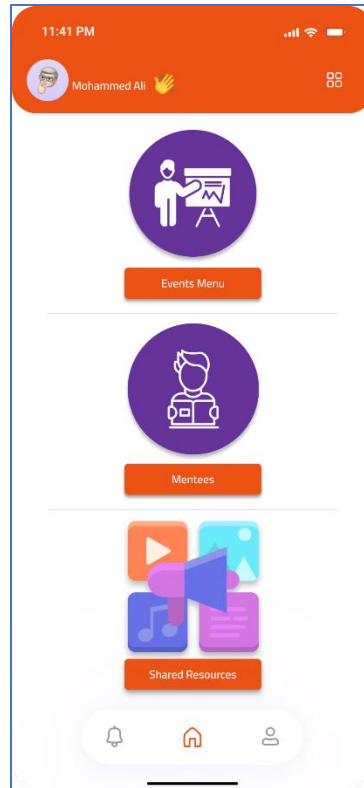 11:41 PM
Mohammed Ali 👋
Events Menu
Mentees
Shared Resources